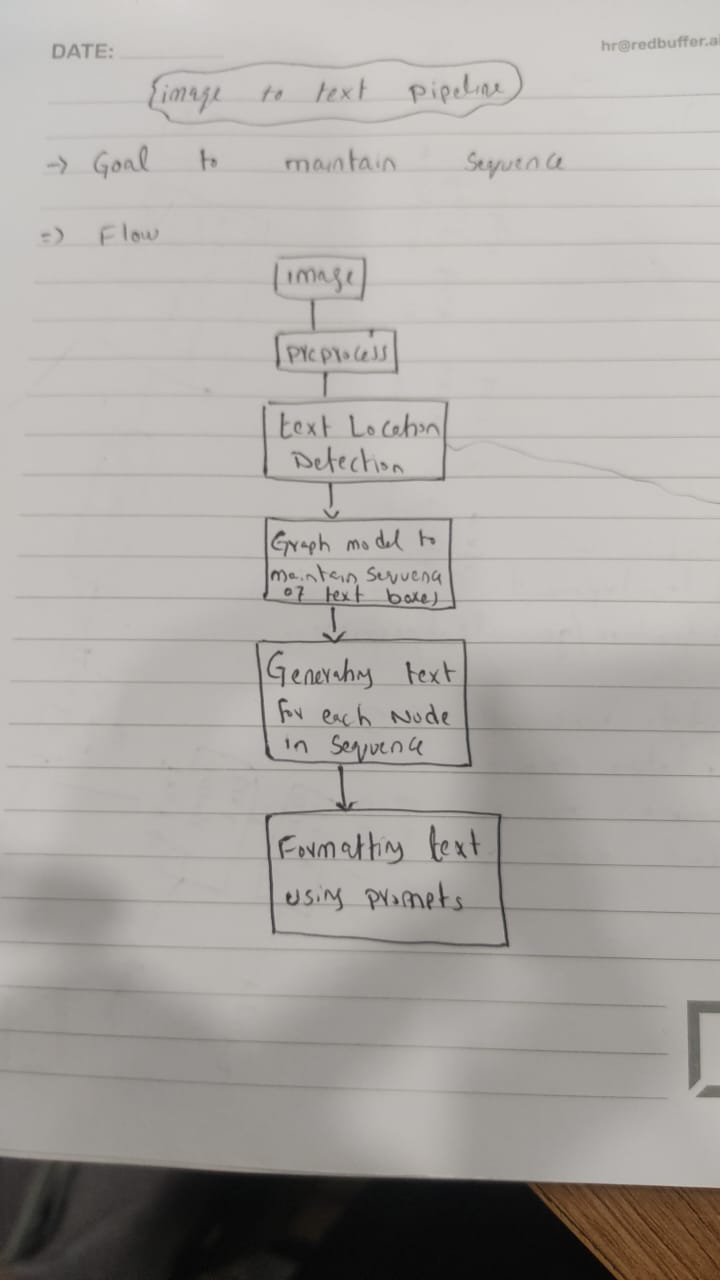 DATE:
hr@redbuffer.a
image to text pipeline
-> Goal to maintain sequence
=> Flow
image
preprocess
text Location
Detection
Graph model to
maintain sequence
of text boxes
Generating text
for each Node
in sequence
Formatting text
using prompts